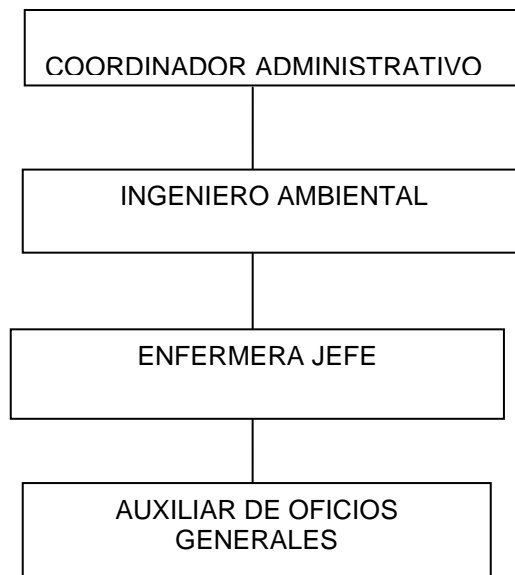 COORDINADOR ADMINISTRATIVO
INGENIERO AMBIENTAL
ENFERMERA JEFE
AUXILIAR DE OFICIOS
GENERALES